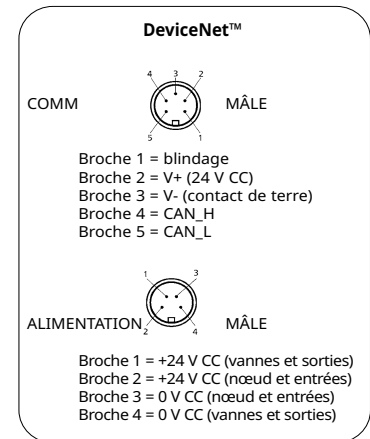 DeviceNet™
4 3 2
COMM MÂLE
5 1
Broche 1 = blindage
Broche 2 = V+ (24 V CC)
Broche 3 = V- (contact de terre)
Broche 4 = CAN_H
Broche 5 = CAN_L
1 3
ALIMENTATION 2 4 MÂLE
Broche 1 = +24 V CC (vannes et sorties)
Broche 2 = +24 V CC (nœud et entrées)
Broche 3 = 0 V CC (nœud et entrées)
Broche 4 = 0 V CC (vannes et sorties)